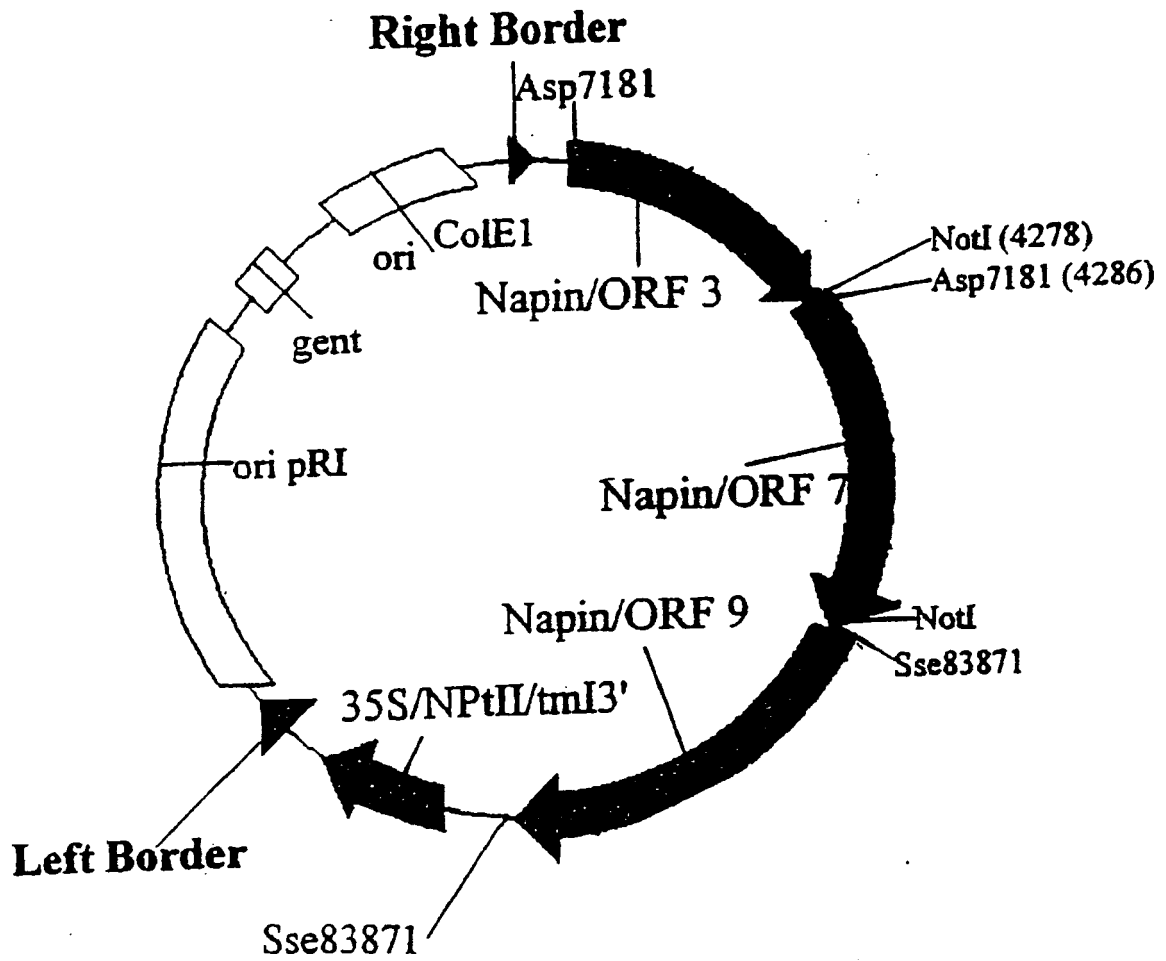 Right Border
Asp7181
ColE1
ori
NotI (4278)
Asp7181 (4286)
Napin/ORF 3
gent
ori pRI
Napin/ORF 7
Napin/ORF 9
NotI
Sse83871
35S/NPtII/tmI3'
Left Border
Sse83871